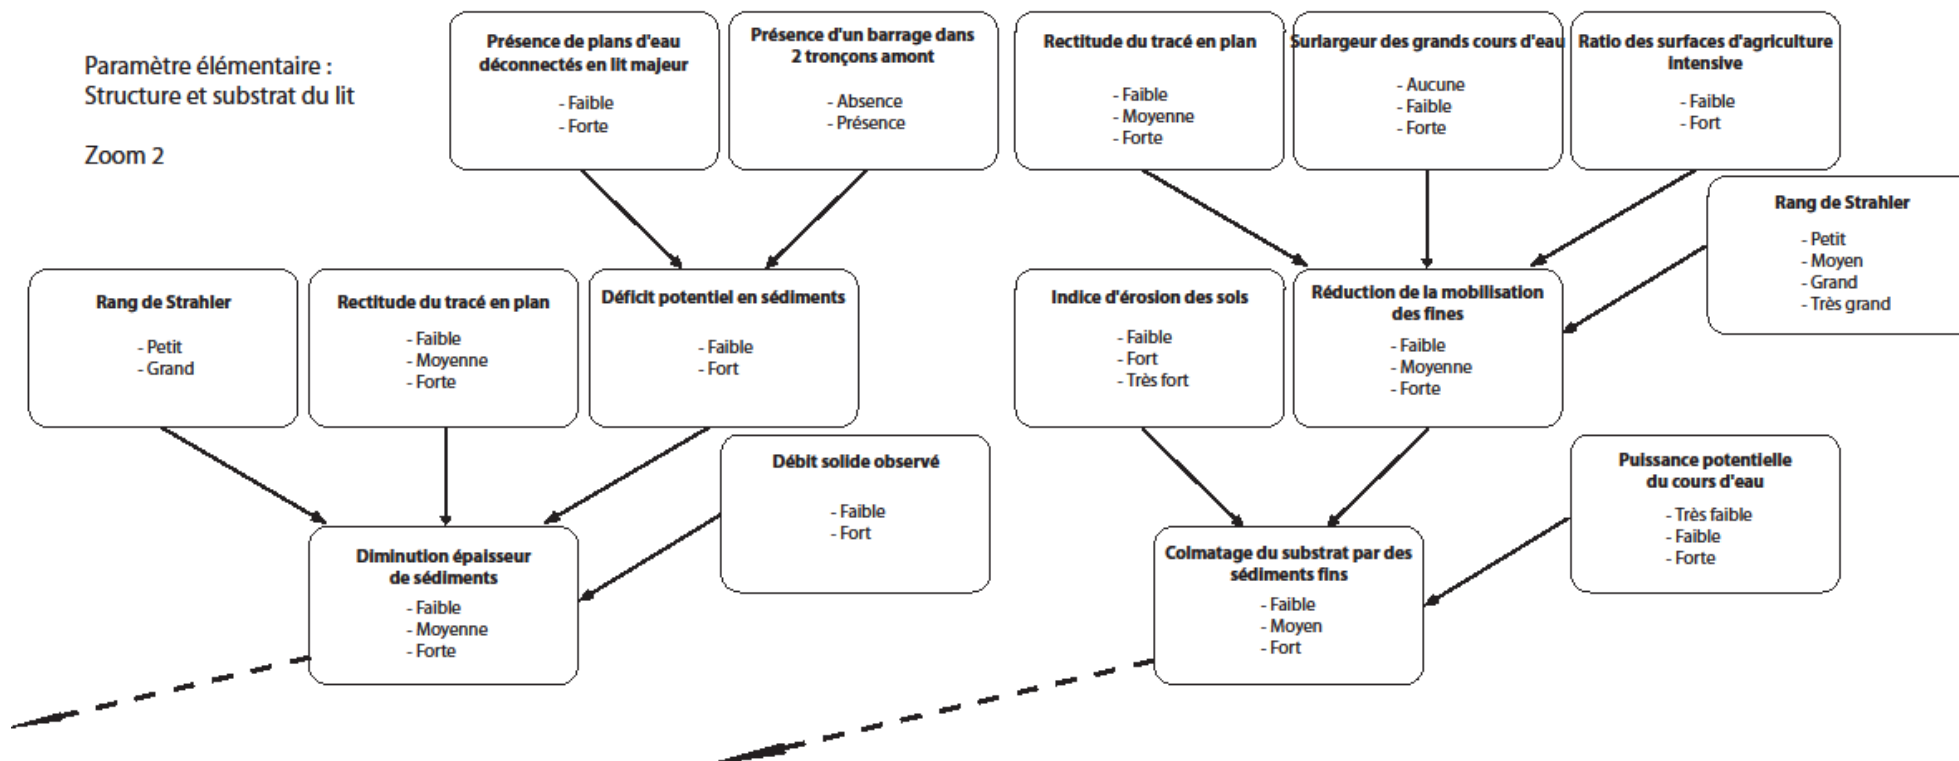 Paramètre élémentaire :
Structure et substrat du lit
Zoom 2
Présence de plans d'eau
déconnectés en lit majeur
- Faible
- Forte
Présence d'un barrage dans
2 tronçons amont
- Absence
- Présence
Rectitude du tracé en plan
- Faible
- Moyenne
- Forte
Surlargeur des grands cours d'eau
- Aucune
- Faible
- Forte
Ratio des surfaces d'agriculture
intensive
- Faible
- Fort
Rang de Strahler
- Petit
- Moyen
- Grand
- Très grand
Rang de Strahler
- Petit
- Grand
Rectitude du tracé en plan
- Faible
- Moyenne
- Forte
Déficit potentiel en sédiments
- Faible
- Fort
Indice d'érosion des sols
- Faible
- Fort
- Très fort
Réduction de la mobilisation
des fines
- Faible
- Moyenne
- Forte
Débit solide observé
- Faible
- Fort
Puissance potentielle
du cours d'eau
- Très faible
- Faible
- Forte
Diminution épaisseur
de sédiments
- Faible
- Moyenne
- Forte
Colmatage du substrat par des
sédiments fins
- Faible
- Moyen
- Fort